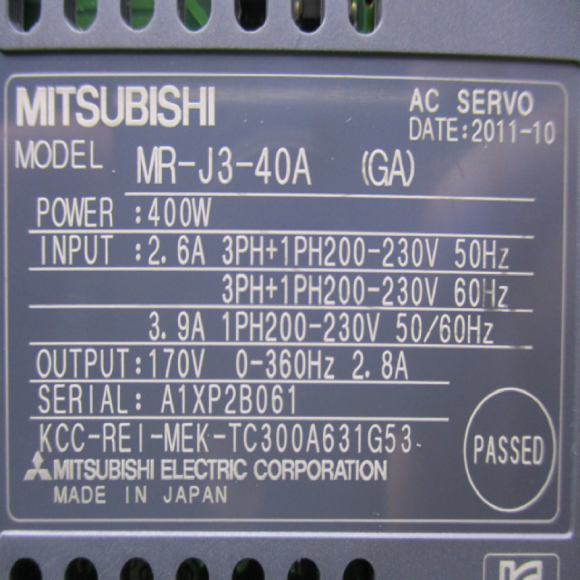 MITSUBISHI
AC SERVO
DATE:2011-10
MODEL MR-J3-40A (GA)
POWER :400W
INPUT :2.6A 3PH+1PH200-230V 50Hz
3PH+1PH200-230V 60Hz
3.9A 1PH200-230V 50/60Hz
OUTPUT:170V 0-360Hz 2.8A
SERIAL: A1XP2B061
KCC-REI-MEK-TC300A631G53
PASSED
MITSUBISHI ELECTRIC CORPORATION
MADE IN JAPAN